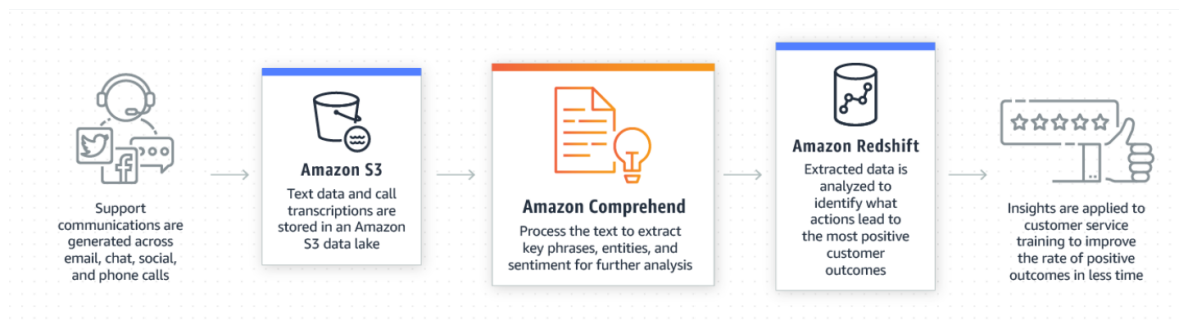 Support
communications are
generated across
email, chat, social,
and phone calls
Amazon S3
Text data and call
transcriptions are
stored in an Amazon
S3 data lake
Amazon Comprehend
Process the text to extract
key phrases, entities, and
sentiment for further analysis
Amazon Redshift
Extracted data is
analyzed to
identify what
actions lead to
the most positive
customer
outcomes
Insights are applied to
customer service
training to improve
the rate of positive
outcomes in less time